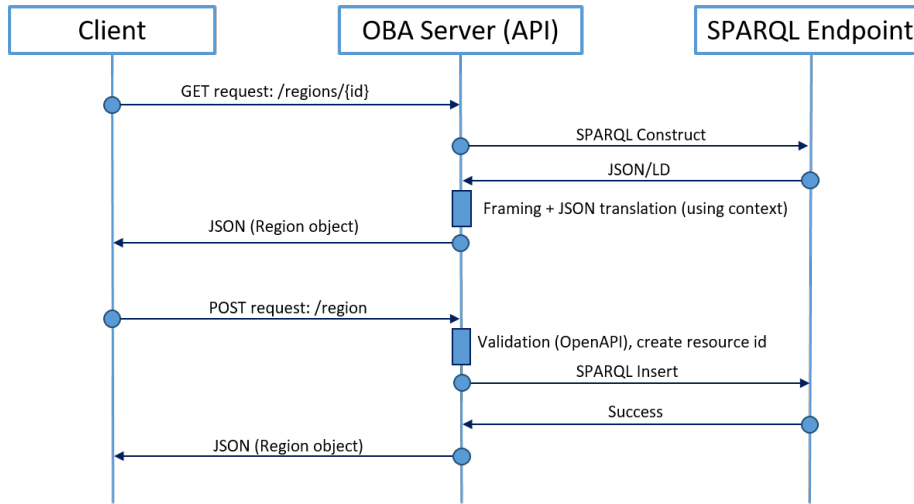 Client
OBA Server (API)
SPARQL Endpoint
GET request: /regions/{id}
SPARQL Construct
JSON/LD
Framing + JSON translation (using context)
JSON (Region object)
POST request: /region
Validation (OpenAPI), create resource id
SPARQL Insert
Success
JSON (Region object)